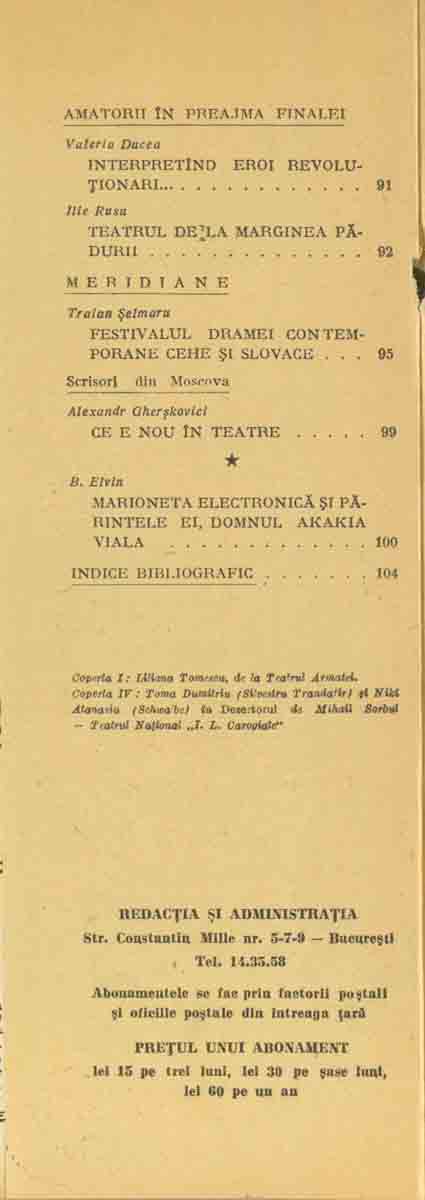 AMATORII ÎN PREAJMA FINALEI
Valeria Ducea
INTERPRETÎND EROI REVOLU-
ŢIONARI... . . . . . . . . . . . . . 91
Ilie Rusu
TEATRUL DE LA MARGINEA PĂ-
DURII . . . . . . . . . . . . . . 92
MERIDIANE
Traian Şelmaru
FESTIVALUL DRAMEI CONTEM-
PORANE CEHE ŞI SLOVACE . . . 95
Scrisori din Moscova
Alexandr Gherşkovici
CE E NOU ÎN TEATRE . . . . . 99
★
B. Elvin
MARIONETA ELECTRONICĂ ŞI PĂ-
RINTELE EI, DOMNUL AKAKIA
VIALA . . . . . . . . . . . . . 100
INDICE BIBLIOGRAFIC . . . . . . . 104
Coperta I : Liliana Tomescu, de la Teatrul Armatei.
Coperta IV : Toma Dumitriu (Silvestru Trandafir) şi Niki
Atanasiu (Schwabe) în Dezertorul de Mihail Sorbul
— Teatrul Naţional „I. L. Caragiale“
REDACŢIA ŞI ADMINISTRAŢIA
Str. Constantin Mille nr. 5-7-9 — Bucureşti
Tel. 14.35.58
Abonamentele se fac prin factorii poştali
şi oficiile poştale din întreaga ţară
PREŢUL UNUI ABONAMENT
lei 15 pe trei luni, lei 30 pe şase luni,
lei 60 pe un an